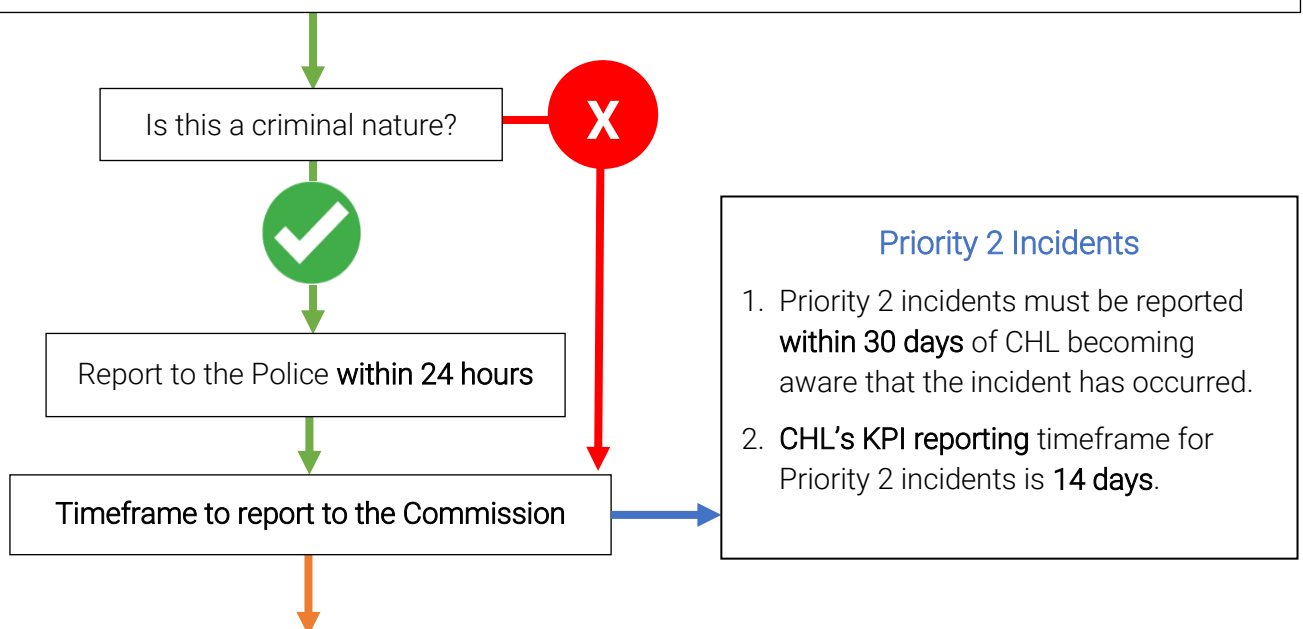 Is this a criminal nature?
X
Report to the Police within 24 hours
Timeframe to report to the Commission
Priority 2 Incidents
1. Priority 2 incidents must be reported
within 30 days of CHL becoming
aware that the incident has occurred.
2. CHL’s KPI reporting timeframe for
Priority 2 incidents is 14 days.